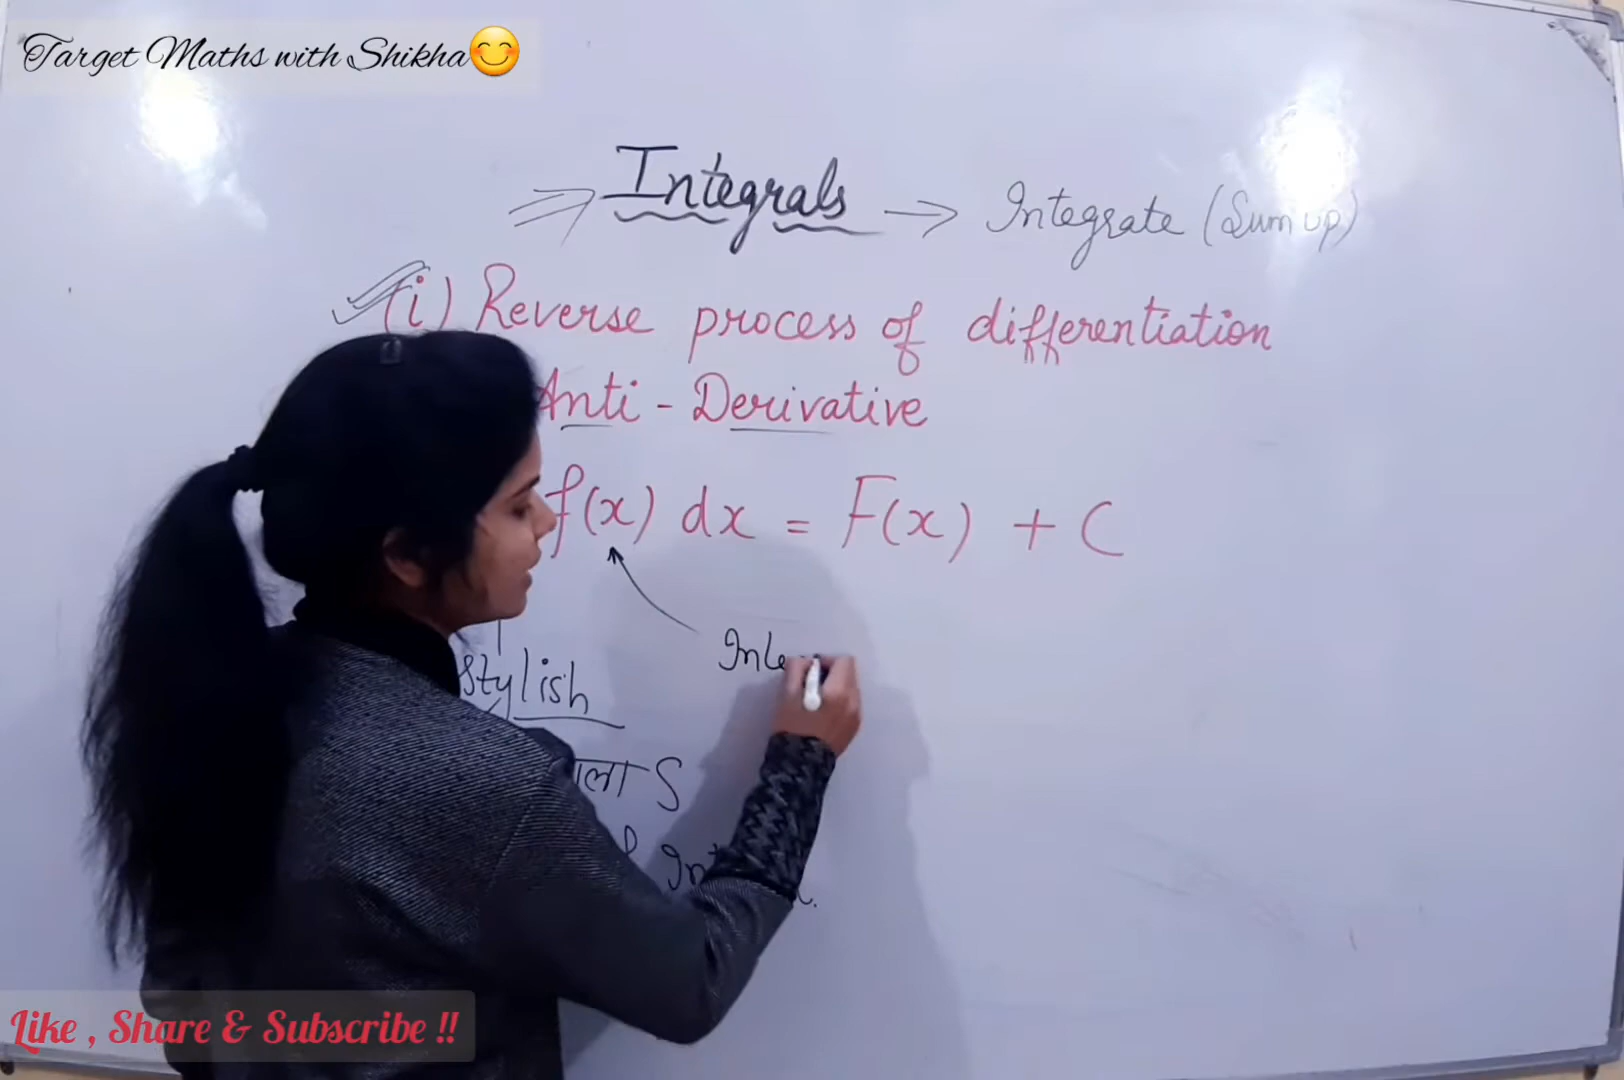 Target Maths with Shikha😊
⇒ Integrals → Integrate (Sum up)
(i) Reverse process of differentiation
Anti - Derivative
f(x) dx = F(x) + C
Stylish
S
Like , Share & Subscribe !!